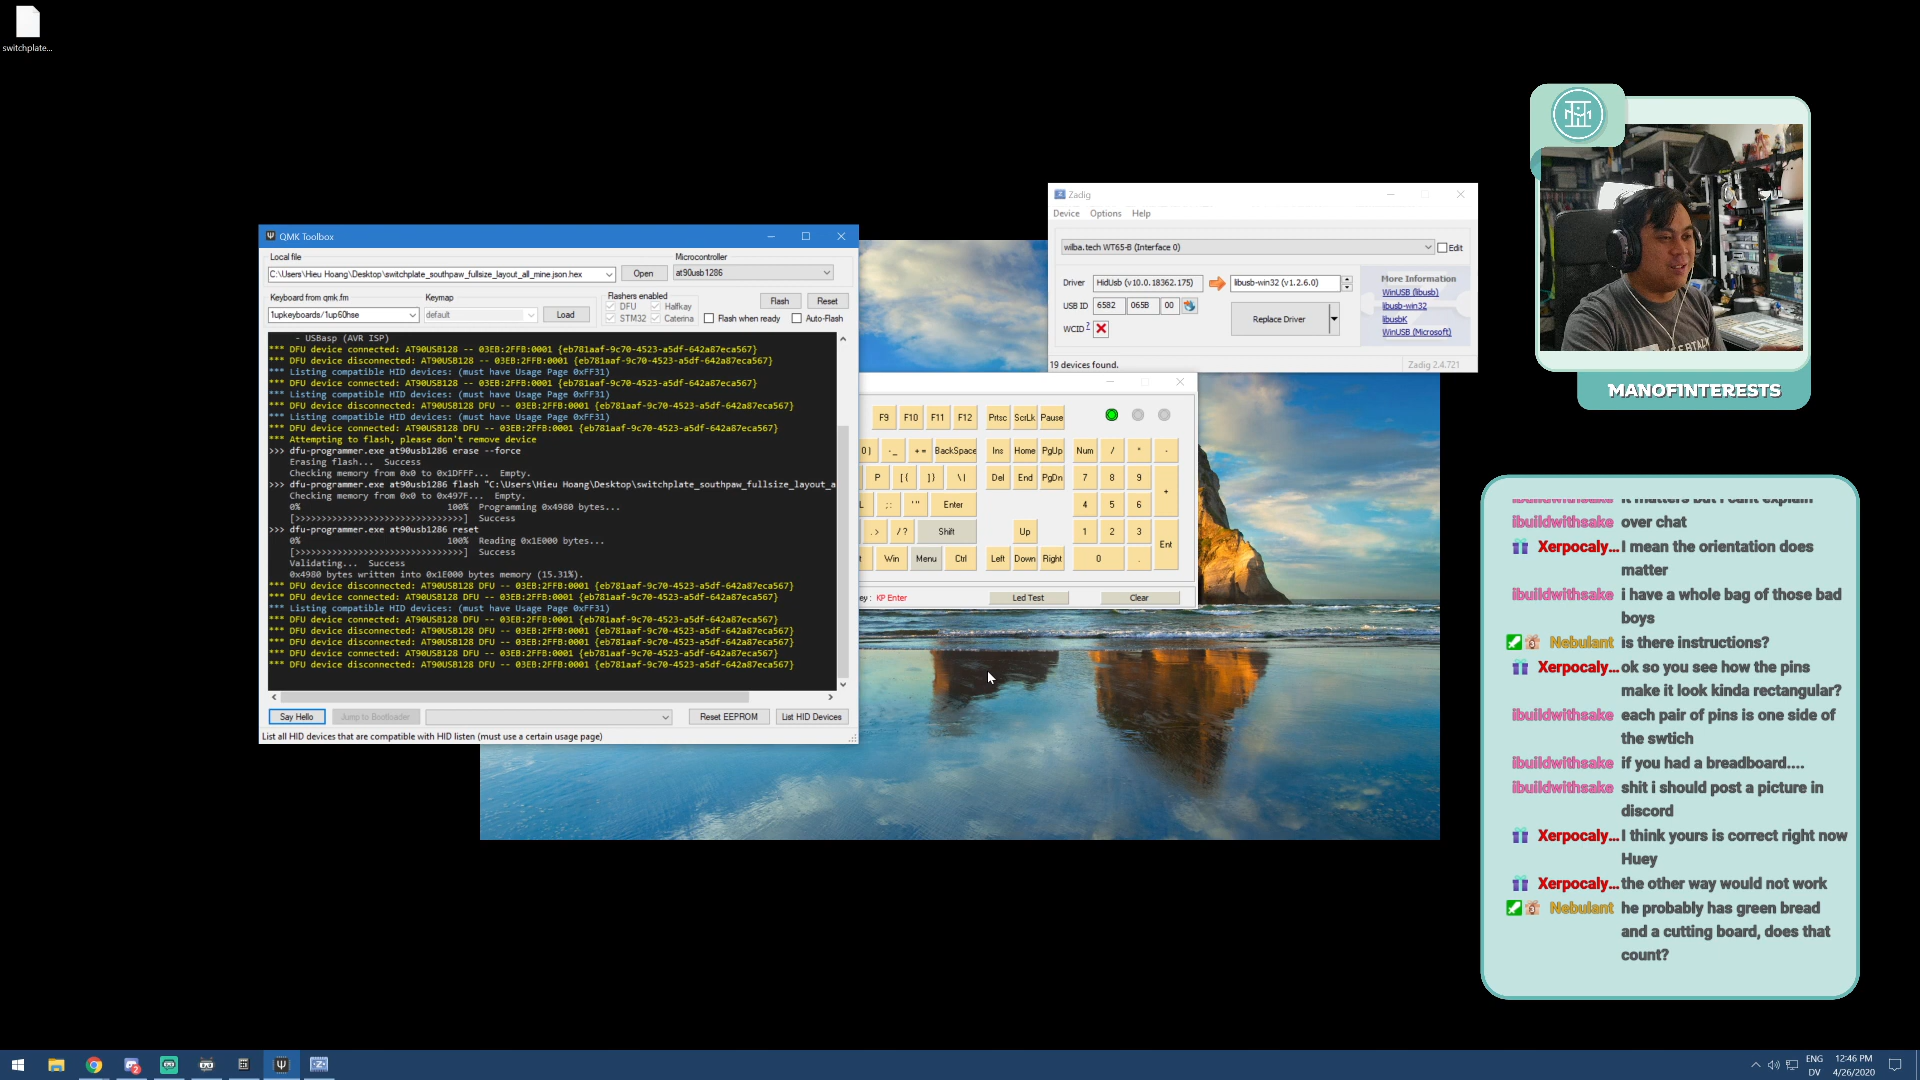 switchplate...
QMK Toolbox
Local file
C:\Users\Hieu Hoang\Desktop\switchplate_southpaw_fullsize_layout_all_mine.json.hex
Open
Microcontroller
at90usb1286
Keyboard from qmk.fm
1upkeyboards/1up60hse
Keymap
default
Load
Flashers enabled
DFU
Halfkay
STM32
Caterina
Flash
Reset
Flash when ready
Auto-Flash
- USBasp (AVR ISP)
*** DFU device connected: AT90USB128 -- 03EB:2FFB:0001 {eb781aaf-9c70-4523-a5df-642a87eca567}
*** DFU device disconnected: AT90USB128 -- 03EB:2FFB:0001 {eb781aaf-9c70-4523-a5df-642a87eca567}
*** Listing compatible HID devices: (must have Usage Page 0xFF31)
*** DFU device connected: AT90USB128 -- 03EB:2FFB:0001 {eb781aaf-9c70-4523-a5df-642a87eca567}
*** Listing compatible HID devices: (must have Usage Page 0xFF31)
*** DFU device disconnected: AT90USB128 DFU -- 03EB:2FFB:0001 {eb781aaf-9c70-4523-a5df-642a87eca567}
*** Listing compatible HID devices: (must have Usage Page 0xFF31)
*** DFU device connected: AT90USB128 DFU -- 03EB:2FFB:0001 {eb781aaf-9c70-4523-a5df-642a87eca567}
*** Attempting to flash, please don't remove device
>>> dfu-programmer.exe at90usb1286 erase --force
Erasing flash... Success
Checking memory from 0x0 to 0x1DFFF... Empty.
>>> dfu-programmer.exe at90usb1286 flash "C:\Users\Hieu Hoang\Desktop\switchplate_southpaw_fullsize_layout_a
Checking memory from 0x0 to 0x497F... Empty.
0% 100% Programming 0x4980 bytes...
[>>>>>>>>>>>>>>>>>>>>>>>>>>>>>>>>] Success
>>> dfu-programmer.exe at90usb1286 reset
0% 100% Reading 0x1E000 bytes...
[>>>>>>>>>>>>>>>>>>>>>>>>>>>>>>>>] Success
Validating... Success
0x4980 bytes written into 0x1E000 bytes memory (15.31%).
*** DFU device disconnected: AT90USB128 DFU -- 03EB:2FFB:0001 {eb781aaf-9c70-4523-a5df-642a87eca567}
*** DFU device connected: AT90USB128 DFU -- 03EB:2FFB:0001 {eb781aaf-9c70-4523-a5df-642a87eca567}
*** Listing compatible HID devices: (must have Usage Page 0xFF31)
*** DFU device connected: AT90USB128 DFU -- 03EB:2FFB:0001 {eb781aaf-9c70-4523-a5df-642a87eca567}
*** DFU device disconnected: AT90USB128 DFU -- 03EB:2FFB:0001 {eb781aaf-9c70-4523-a5df-642a87eca567}
*** DFU device disconnected: AT90USB128 DFU -- 03EB:2FFB:0001 {eb781aaf-9c70-4523-a5df-642a87eca567}
*** DFU device connected: AT90USB128 DFU -- 03EB:2FFB:0001 {eb781aaf-9c70-4523-a5df-642a87eca567}
*** DFU device disconnected: AT90USB128 DFU -- 03EB:2FFB:0001 {eb781aaf-9c70-4523-a5df-642a87eca567}
Say Hello
Jump to Bootloader
Reset EEPROM
List HID Devices
List all HID devices that are compatible with HID listen (must use a certain usage page)
Zadig
Device Options Help
wilba.tech WT65-B (Interface 0)
Edit
Driver HidUsb (v10.0.18362.175) libusb-win32 (v1.2.6.0)
USB ID 6582 065B 00
WCID ?
Replace Driver
More Information
WinUSB (libusb)
libusb-win32
libusbK
WinUSB (Microsoft)
19 devices found.
Zadig 2.4.721
F9 F10 F11 F12 Prtsc ScrLk Pause
0) -_ += BackSpace Ins Home PgUp Num / * -
P [{ ]} \| Del End PgDn 7 8 9 +
L ;: '" Enter 4 5 6
.> /? Shift Up 1 2 3 Ent
Win Menu Ctrl Left Down Right 0 .
ey: KP Enter
Led Test
Clear
MANOFINTERESTS
ibuildwithsake it matters but i cant explain
ibuildwithsake over chat
Xerpocaly... I mean the orientation does
matter
ibuildwithsake i have a whole bag of those bad
boys
Nebulant is there instructions?
Xerpocaly... ok so you see how the pins
make it look kinda rectangular?
ibuildwithsake each pair of pins is one side of
the swtich
ibuildwithsake if you had a breadboard....
ibuildwithsake shit i should post a picture in
discord
Xerpocaly... I think yours is correct right now
Huey
Xerpocaly... the other way would not work
Nebulant he probably has green bread
and a cutting board, does that
count?
ENG
DV
12:46 PM
4/26/2020